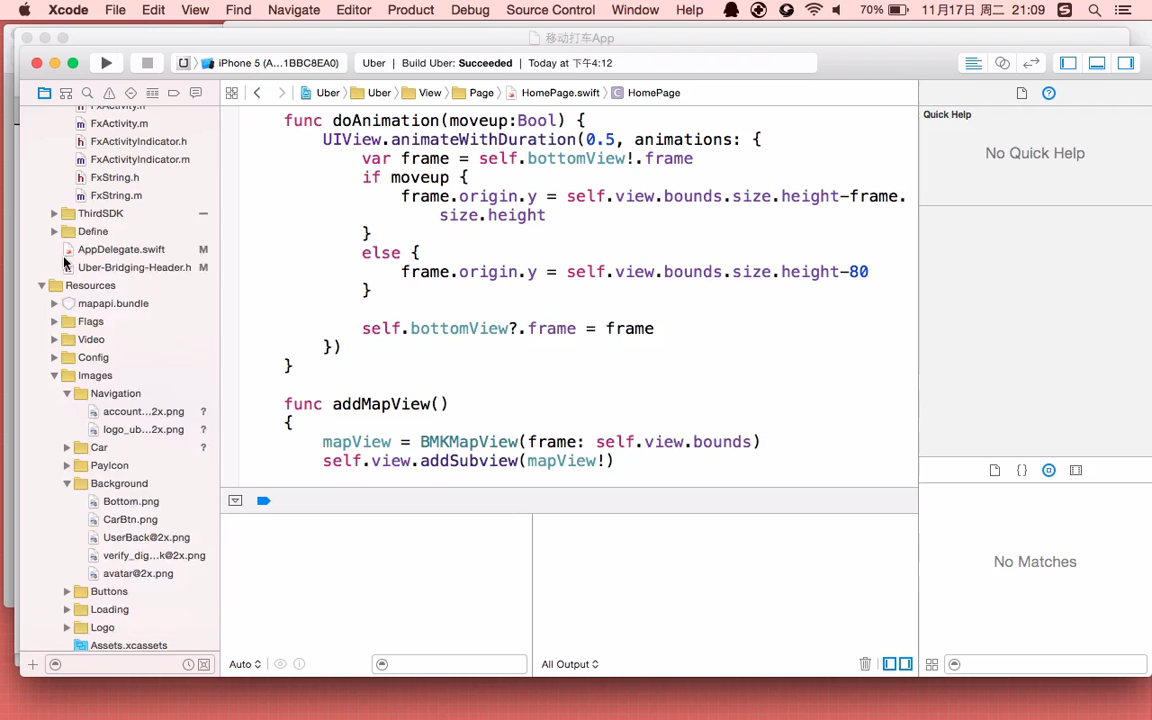 Xcode File Edit View Find Navigate Editor Product Debug Source Control Window Help 70% 11月17日 周二 21:09
移动打车App
iPhone 5 (A...1BBC8EA0) Uber | Build Uber: Succeeded | Today at 下午4:12
Uber Uber View Page HomePage.swift C HomePage
FxActivity.h
FxActivity.m
FxActivityIndicator.h
FxActivityIndicator.m
FxString.h
FxString.m
ThirdSDK
Define
AppDelegate.swift M
Uber-Bridging-Header.h M
Resources
mapapi.bundle
Flags
Video
Config
Images
Navigation
account...2x.png ?
logo_ub...2x.png ?
Car ?
PayIcon
Background
Bottom.png
CarBtn.png
UserBack@2x.png
verify_dig...k@2x.png
avatar@2x.png
Buttons
Loading
Logo
Assets.xcassets
func doAnimation(moveup:Bool) {
UIView.animateWithDuration(0.5, animations: {
var frame = self.bottomView!.frame
if moveup {
frame.origin.y = self.view.bounds.size.height-frame.
size.height
}
else {
frame.origin.y = self.view.bounds.size.height-80
}
self.bottomView?.frame = frame
})
}
func addMapView()
{
mapView = BMKMapView(frame: self.view.bounds)
self.view.addSubview(mapView!)
Auto
All Output
Quick Help
No Quick Help
{}
No Matches